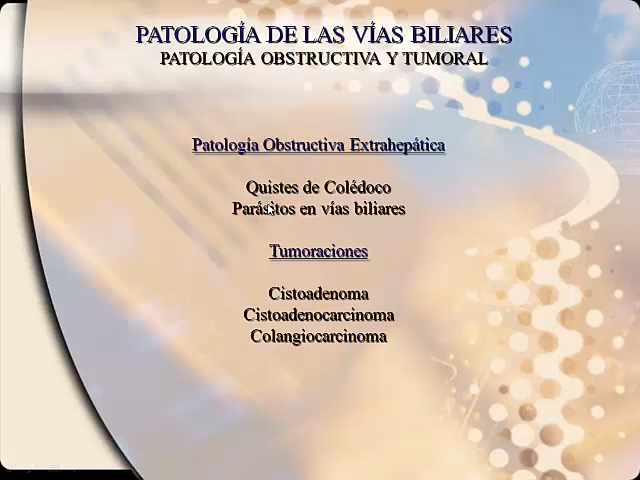 PATOLOGÍA DE LAS VÍAS BILIARES
PATOLOGÍA OBSTRUCTIVA Y TUMORAL
Patología Obstructiva Extrahepática
Quistes de Colédoco
Parásitos en vías biliares
Tumoraciones
Cistoadenoma
Cistoadenocarcinoma
Colangiocarcinoma